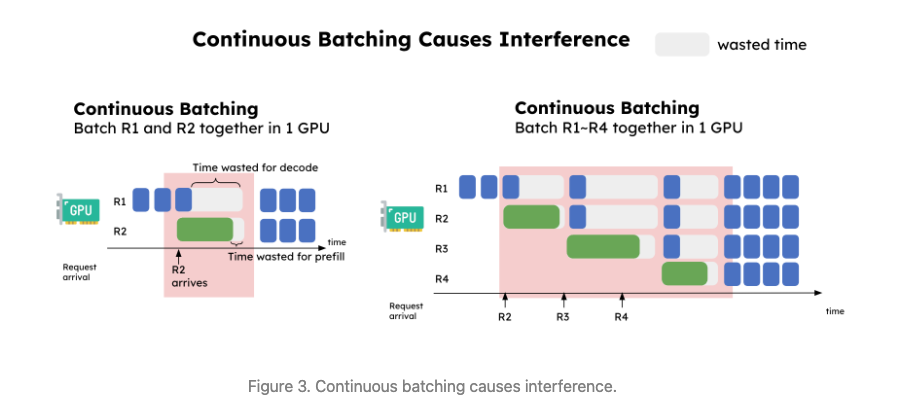 Continuous Batching Causes Interference
wasted time
Continuous Batching
Batch R1 and R2 together in 1 GPU
Time wasted for decode
GPU
R1
R2
time
Time wasted for prefill
Request
arrival
R2
arrives
Continuous Batching
Batch R1~R4 together in 1 GPU
R1
GPU
R2
R3
R4
Request
arrival
R2
R3
R4
time
Figure 3. Continuous batching causes interference.